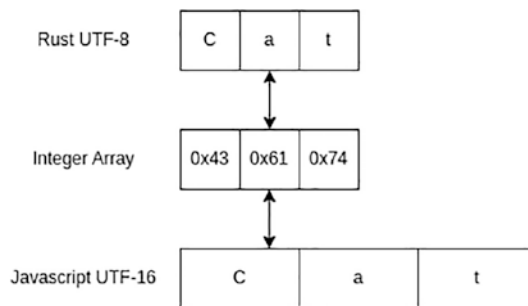 Rust UTF-8 C a t
Integer Array 0x43 0x61 0x74
Javascript UTF-16 C a t